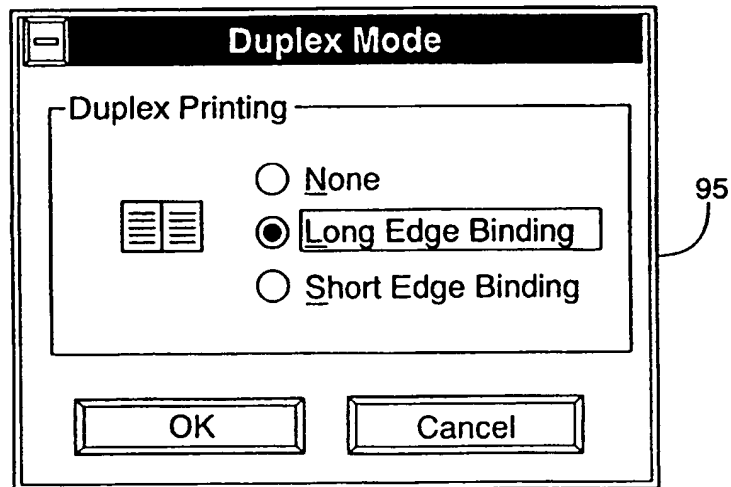 Duplex Mode
Duplex Printing
None
Long Edge Binding
Short Edge Binding
OK
Cancel
95